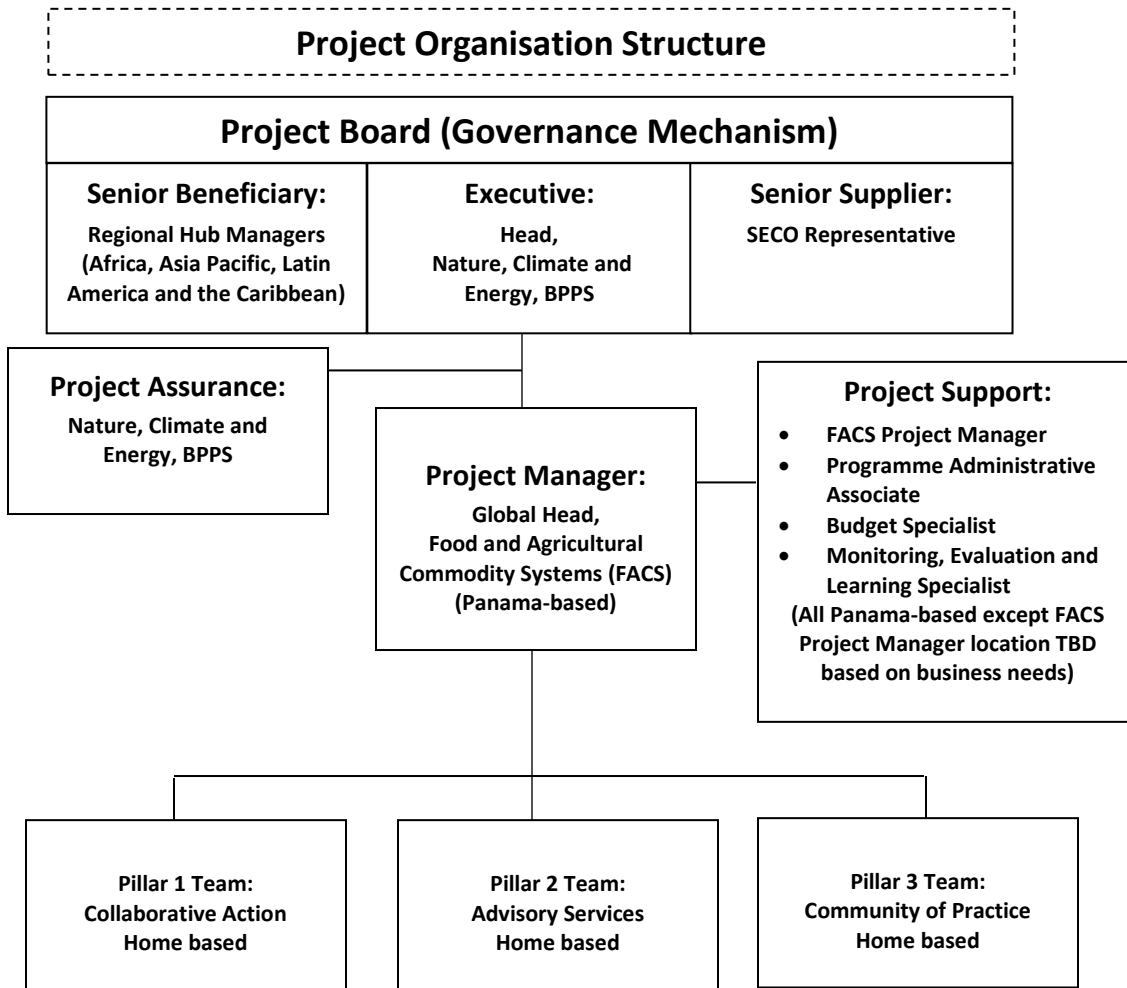 Project Organisation Structure
Project Board (Governance Mechanism)
Senior Beneficiary:
Regional Hub Managers
(Africa, Asia Pacific, Latin
America and the Caribbean)
Executive:
Head,
Nature, Climate and
Energy, BPPS
Senior Supplier:
SECO Representative
Project Assurance:
Nature, Climate and
Energy, BPPS
Project Manager:
Global Head,
Food and Agricultural
Commodity Systems (FACS)
(Panama-based)
Project Support:
• FACS Project Manager
• Programme Administrative
Associate
• Budget Specialist
• Monitoring, Evaluation and
Learning Specialist
(All Panama-based except FACS
Project Manager location TBD
based on business needs)
Pillar 1 Team:
Collaborative Action
Home based
Pillar 2 Team:
Advisory Services
Home based
Pillar 3 Team:
Community of Practice
Home based